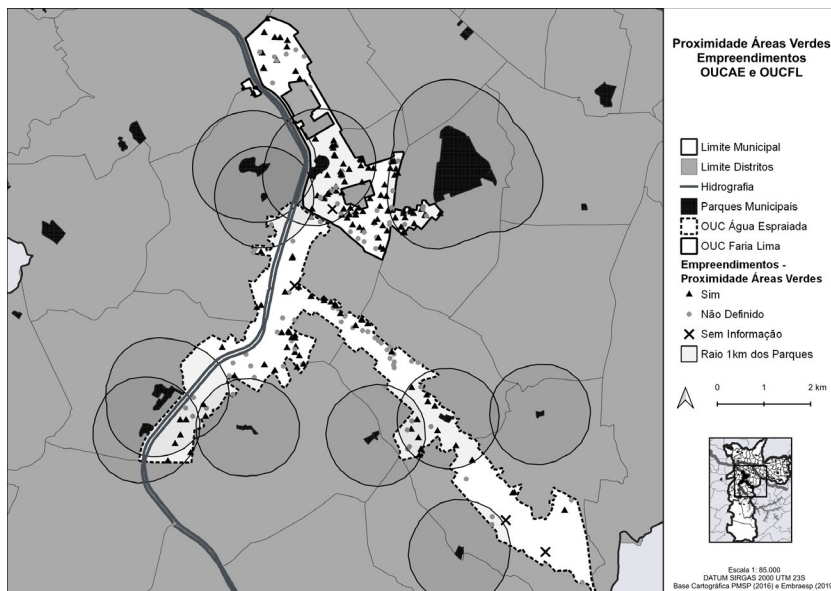 Proximidade Áreas Verdes
Empreendimentos
OUCAE e OUCFL
Limite Municipal
Limite Distritos
Hidrografia
Parques Municipais
OUC Água Espraiada
OUC Faria Lima
Empreendimentos -
Proximidade Áreas Verdes
Sim
Não Definido
Sem Informação
Raio 1km dos Parques
0 1 2 km
Escala 1: 85.000
DATUM SIRGAS 2000 UTM 23S
Base Cartográfica PMSP (2016) e Embraesp (2019